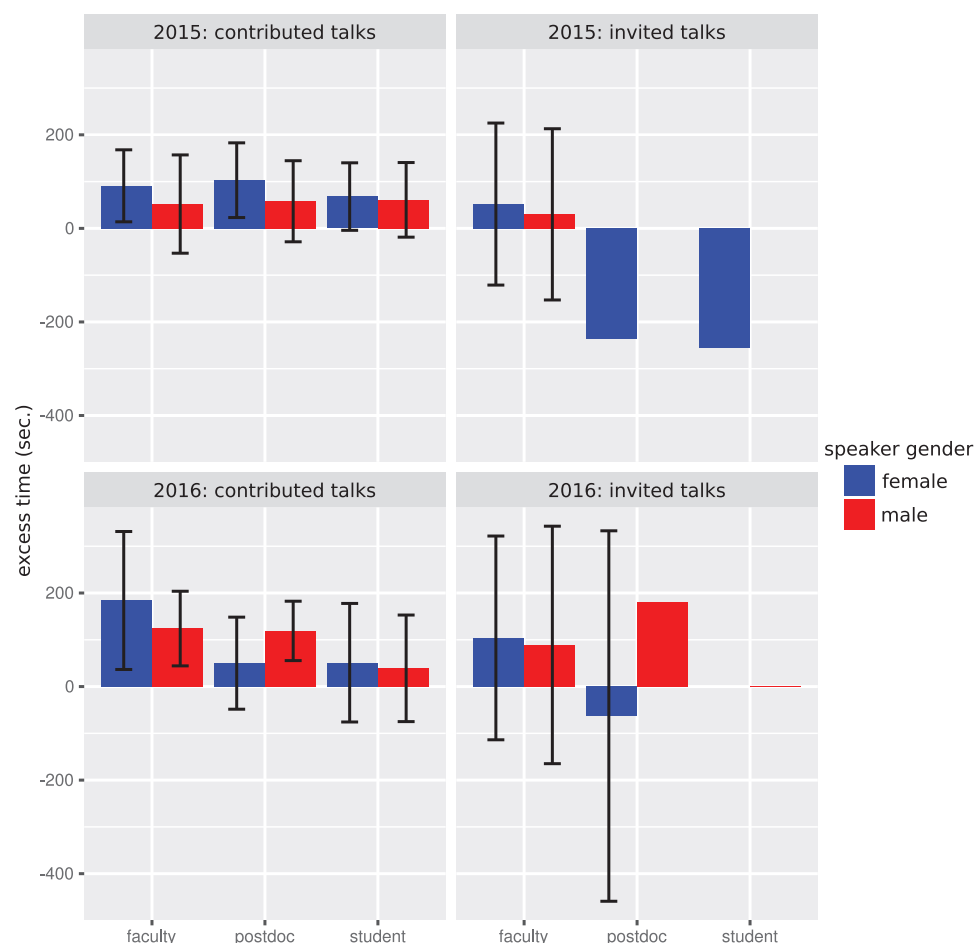 2015: contributed talks
2015: invited talks
200
0
-200
-400
excess time (sec.)
speaker gender
female
male
2016: contributed talks
2016: invited talks
200
0
-200
-400
faculty
postdoc
student
faculty
postdoc
student